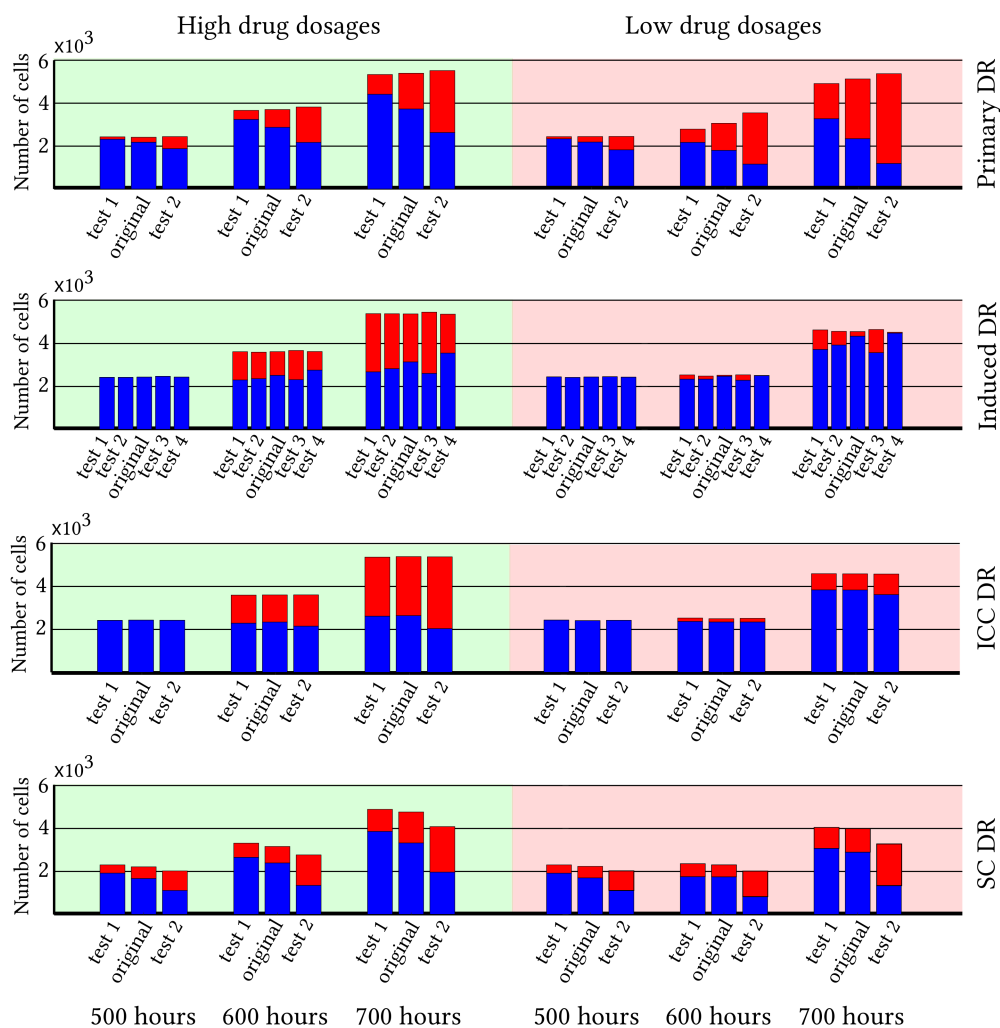 High drug dosages Low drug dosages
x10³
6
4
2
Number of cells
Primary DR
test 1 original test 2 test 1 original test 2 test 1 original test 2 test 1 original test 2 test 1 original test 2 test 1 original test 2
x10³
6
4
2
Number of cells
Induced DR
test 1 test 2 original test 3 test 4 test 1 test 2 original test 3 test 4 test 1 test 2 original test 3 test 4 test 1 test 2 original test 3 test 4 test 1 test 2 original test 3 test 4 test 1 test 2 original test 3 test 4
x10³
6
4
2
Number of cells
ICC DR
test 1 original test 2 test 1 original test 2 test 1 original test 2 test 1 original test 2 test 1 original test 2 test 1 original test 2
x10³
6
4
2
Number of cells
SC DR
test 1 original test 2 test 1 original test 2 test 1 original test 2 test 1 original test 2 test 1 original test 2 test 1 original test 2
500 hours 600 hours 700 hours 500 hours 600 hours 700 hours